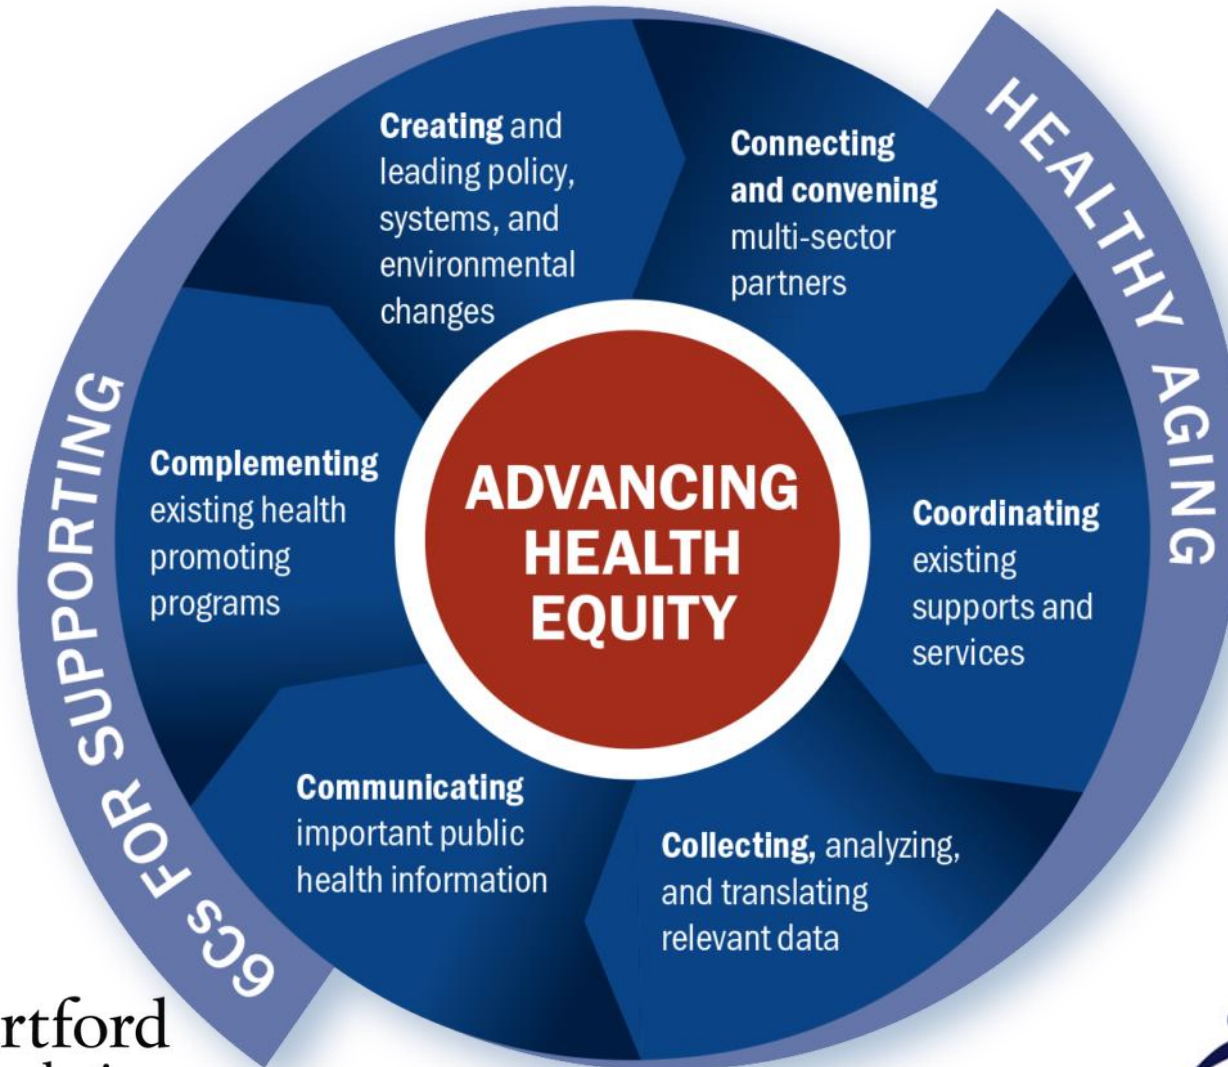 6Cs FOR SUPPORTING
HEALTHY AGING
Creating and
leading policy,
systems, and
environmental
changes
Connecting
and convening
multi-sector
partners
Coordinating
existing
supports and
services
Collecting, analyzing,
and translating
relevant data
Communicating
important public
health information
Complementing
existing health
promoting
programs
ADVANCING
HEALTH
EQUITY
rtford